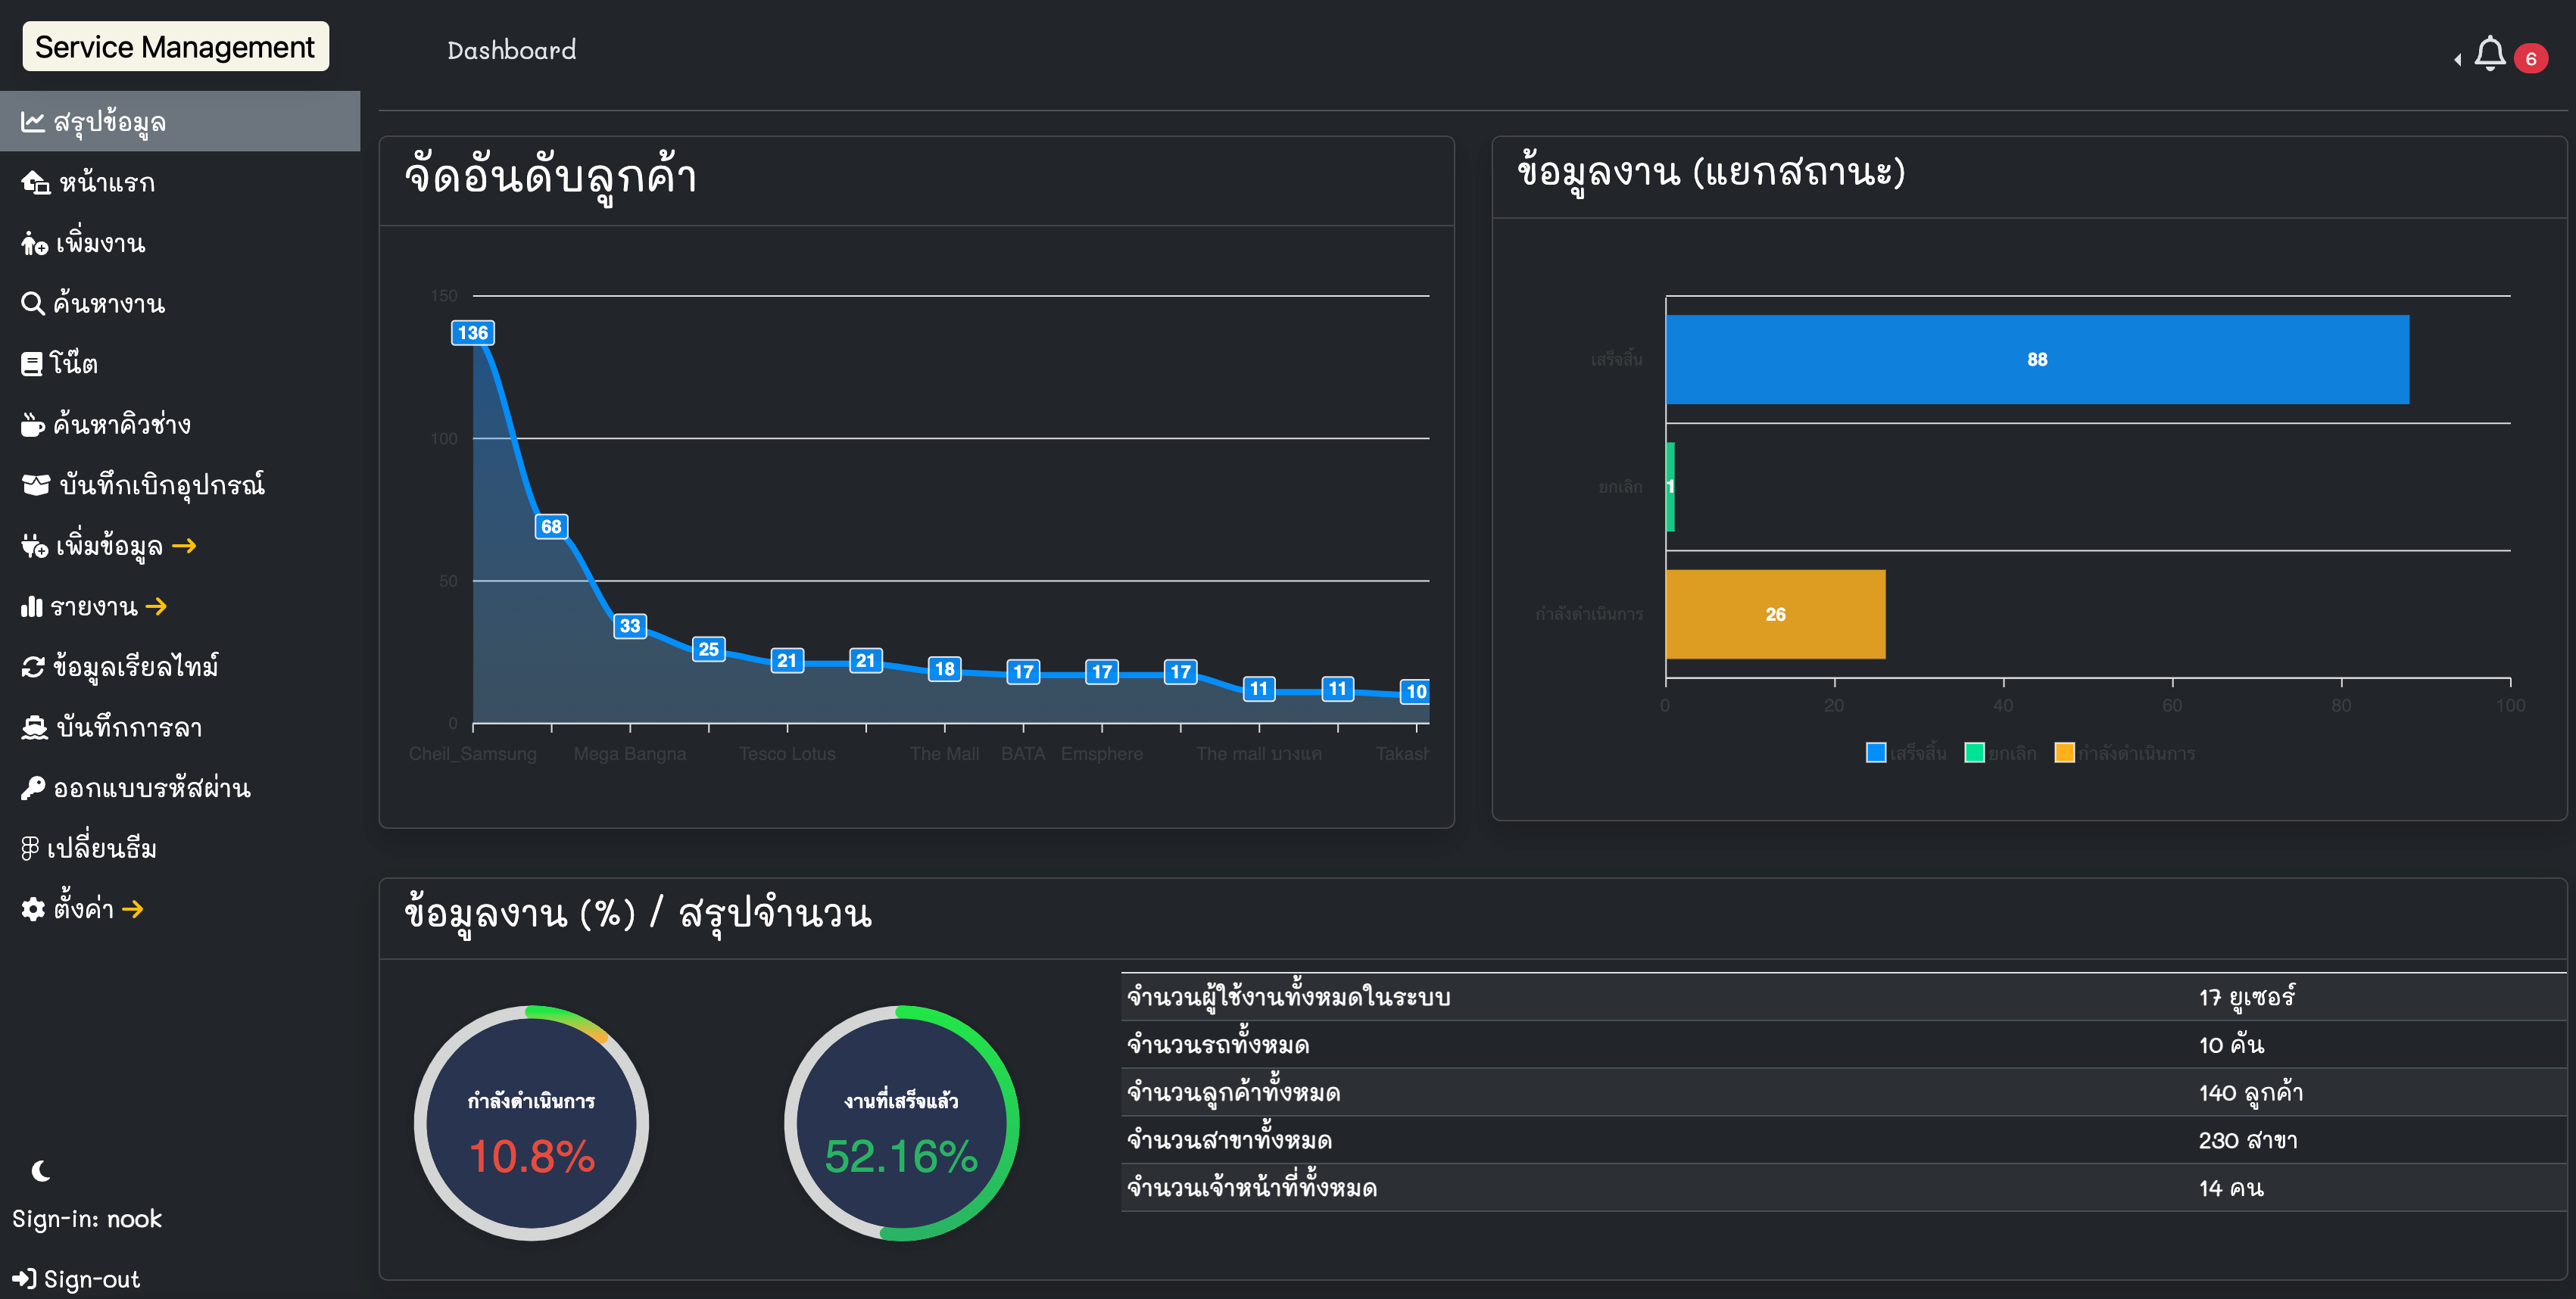 Service Management
Dashboard
6
สรุปข้อมูล
หน้าแรก
เพิ่มงาน
ค้นหางาน
โน๊ต
ค้นหาคิวช่าง
บันทึกเบิกอุปกรณ์
เพิ่มข้อมูล
รายงาน
ข้อมูลเรียลไทม์
บันทึกการลา
ออกแบบรหัสผ่าน
เปลี่ยนธีม
ตั้งค่า
Sign-in: nook
Sign-out
จัดอันดับลูกค้า
150
100
50
0
136
68
33
25
21
21
18
17
17
17
11
11
10
Cheil_Samsung Mega Bangna Tesco Lotus The Mall BATA Emsphere The mall บางแค Takash
ข้อมูลงาน (แยกสถานะ)
เสร็จสิ้น 88
ยกเลิก 1
กำลังดำเนินการ 26
0 20 40 60 80 100
เสร็จสิ้น ยกเลิก กำลังดำเนินการ
ข้อมูลงาน (%) / สรุปจำนวน
กำลังดำเนินการ
10.8%
งานที่เสร็จแล้ว
52.16%
จำนวนผู้ใช้งานทั้งหมดในระบบ 17 ยูเซอร์
จำนวนรถทั้งหมด 10 คัน
จำนวนลูกค้าทั้งหมด 140 ลูกค้า
จำนวนสาขาทั้งหมด 230 สาขา
จำนวนเจ้าหน้าที่ทั้งหมด 14 คน